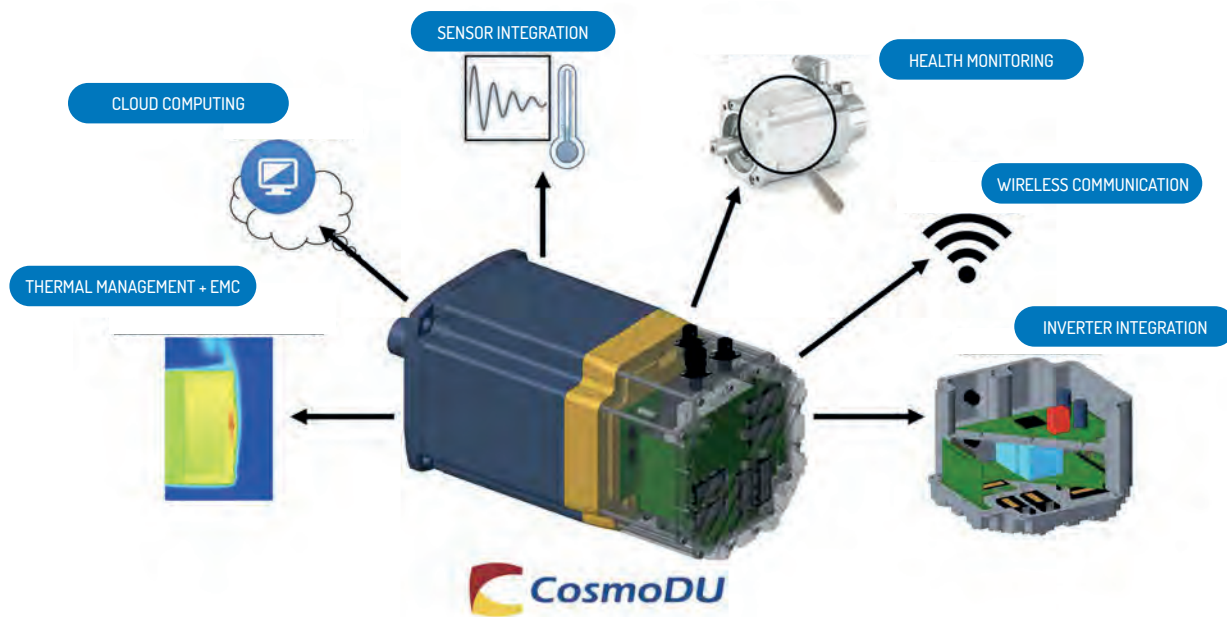 SENSOR INTEGRATION
HEALTH MONITORING
CLOUD COMPUTING
WIRELESS COMMUNICATION
THERMAL MANAGEMENT + EMC
INVERTER INTEGRATION
CosmoDU